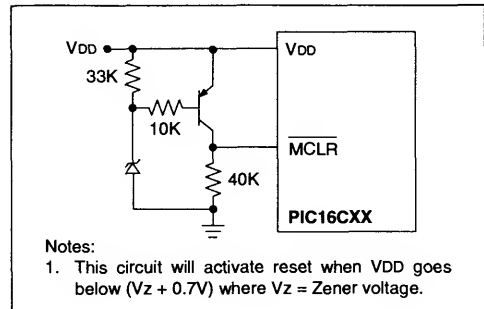 VDD
VDD
33K
10K
MCLR
40K
PIC16CXX
Notes:
1. This circuit will activate reset when VDD goes
below (Vz + 0.7V) where Vz = Zener voltage.